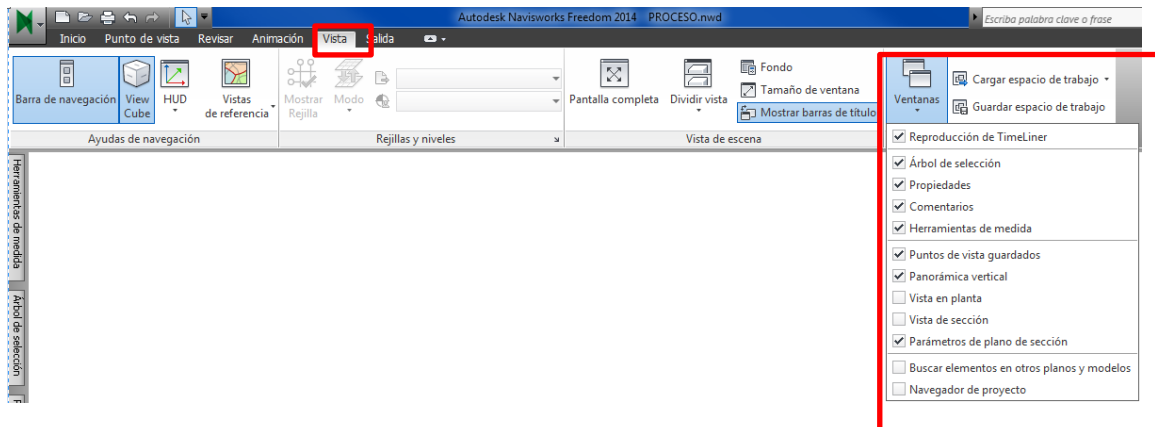 Autodesk Navisworks Freedom 2014 PROCESO.nwd
Escriba palabra clave o frase
Inicio Punto de vista Revisar Animación Vista Salida
Barra de navegación
View Cube
HUD
Vistas de referencia
Ayudas de navegación
Mostrar Rejilla
Modo
Rejillas y niveles
Pantalla completa
Dividir vista
Fondo
Tamaño de ventana
Mostrar barras de título
Vista de escena
Ventanas
Cargar espacio de trabajo
Guardar espacio de trabajo
Reproducción de TimeLiner
Árbol de selección
Propiedades
Comentarios
Herramientas de medida
Puntos de vista guardados
Panorámica vertical
Vista en planta
Vista de sección
Parámetros de plano de sección
Buscar elementos en otros planos y modelos
Navegador de proyecto
Herramientas de medida
Árbol de selección